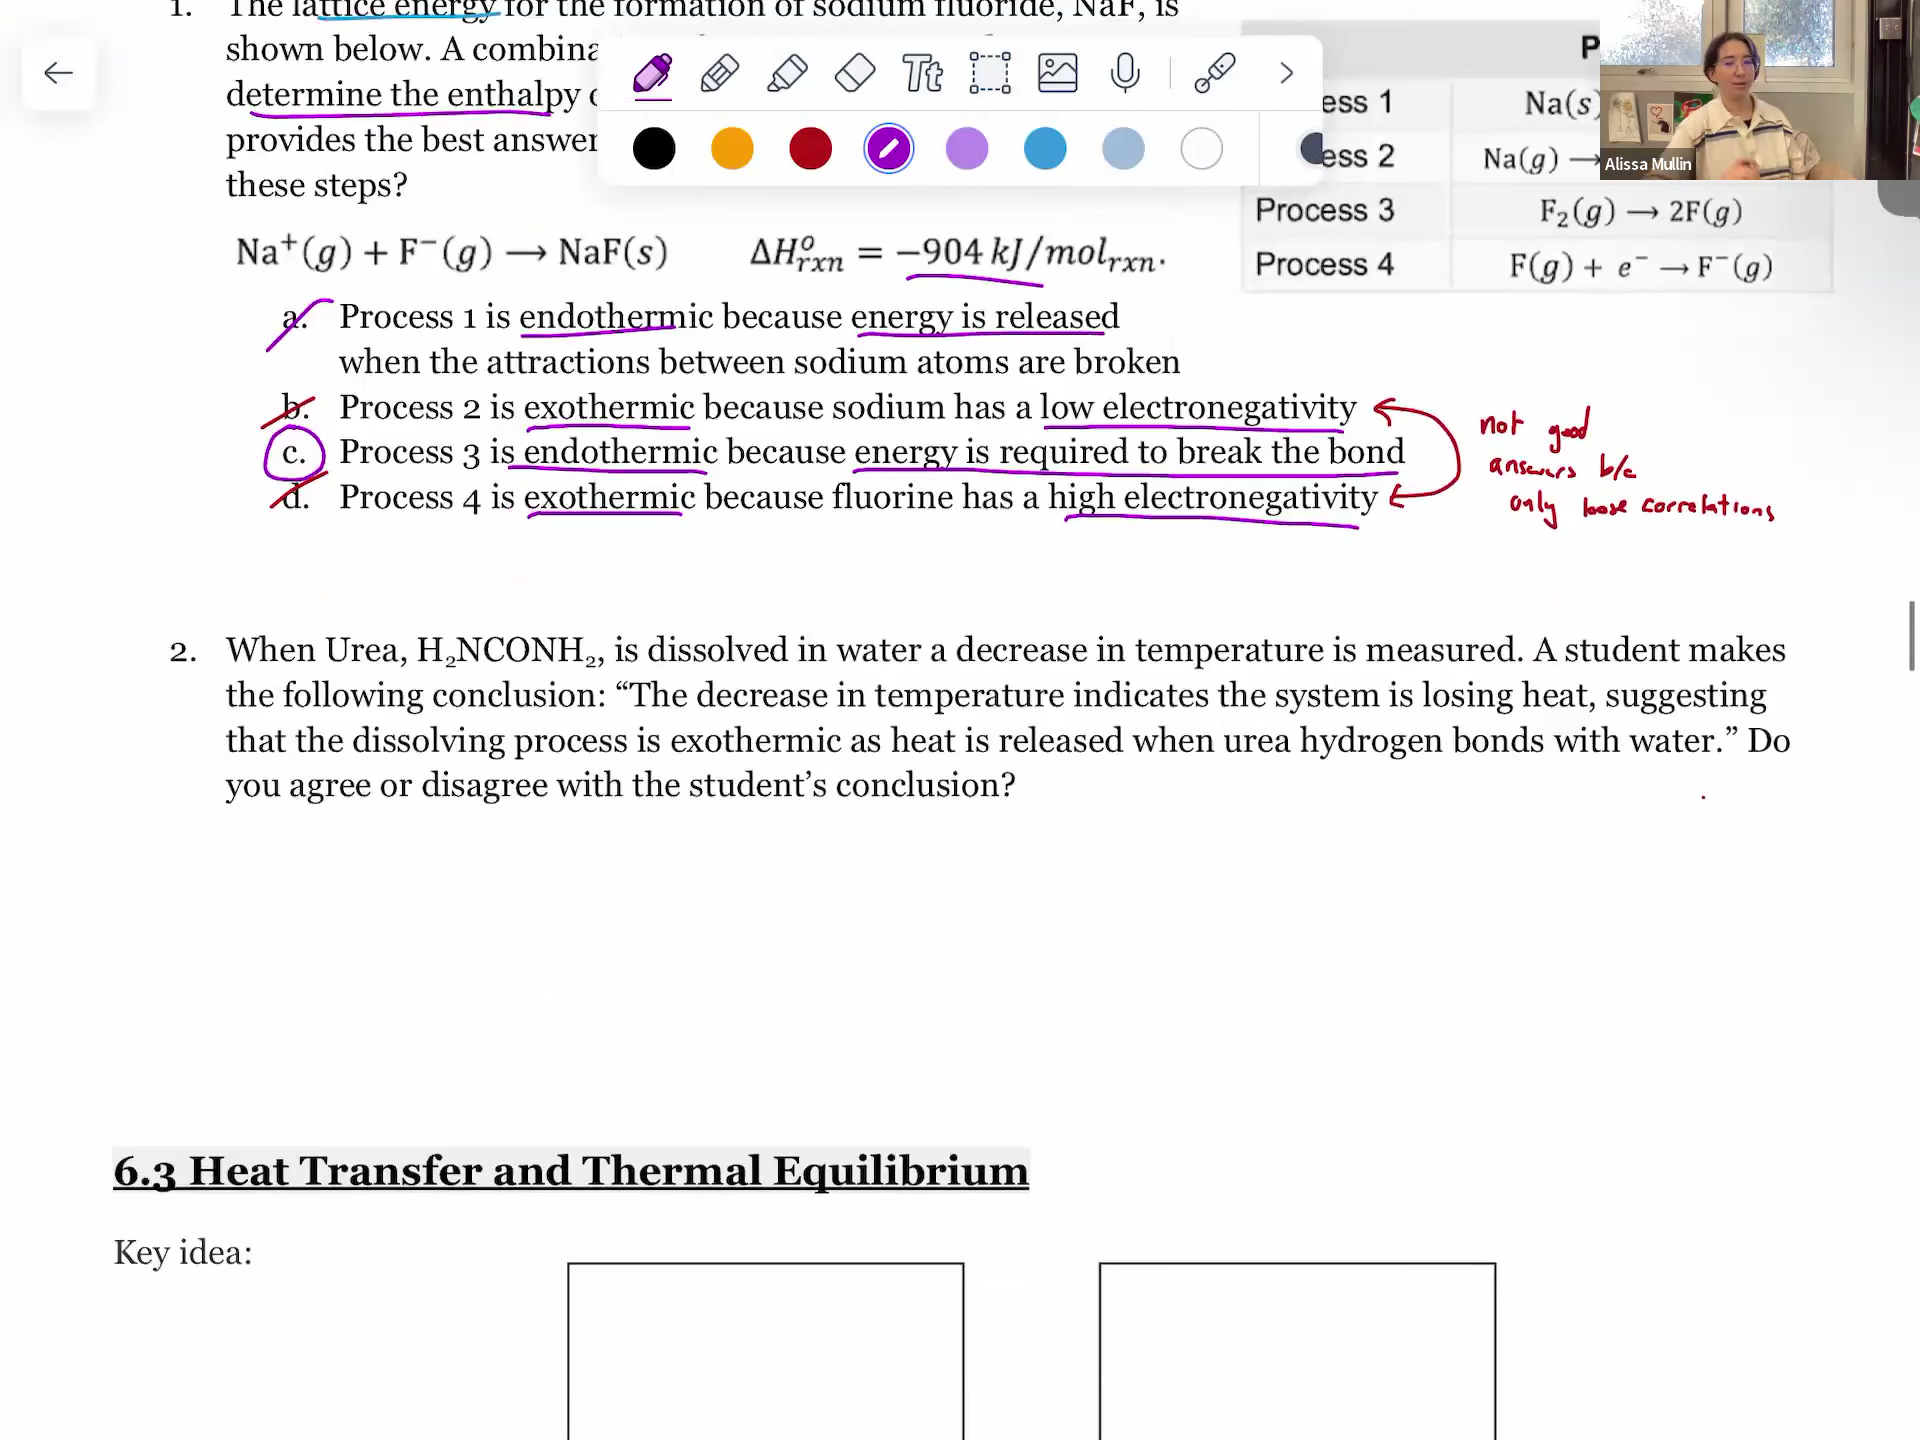 1. The lattice energy for the formation of sodium fluoride, NaF, is
shown below. A combina
determine the enthalpy
provides the best answer
these steps?
Tt
P
ess 1 Na(s)
ess 2 Na(g) →
Process 3 F₂(g) → 2F(g)
Process 4 F(g) + e⁻ → F⁻(g)
Alissa Mullin
Na⁺(g) + F⁻(g) → NaF(s) ΔH°rxn = −904 kJ/molrxn.
a. Process 1 is endothermic because energy is released
when the attractions between sodium atoms are broken
b. Process 2 is exothermic because sodium has a low electronegativity
c. Process 3 is endothermic because energy is required to break the bond
d. Process 4 is exothermic because fluorine has a high electronegativity
not good
answers b/c
only loose correlations
2. When Urea, H₂NCONH₂, is dissolved in water a decrease in temperature is measured. A student makes
the following conclusion: “The decrease in temperature indicates the system is losing heat, suggesting
that the dissolving process is exothermic as heat is released when urea hydrogen bonds with water.” Do
you agree or disagree with the student’s conclusion?
6.3 Heat Transfer and Thermal Equilibrium
Key idea: